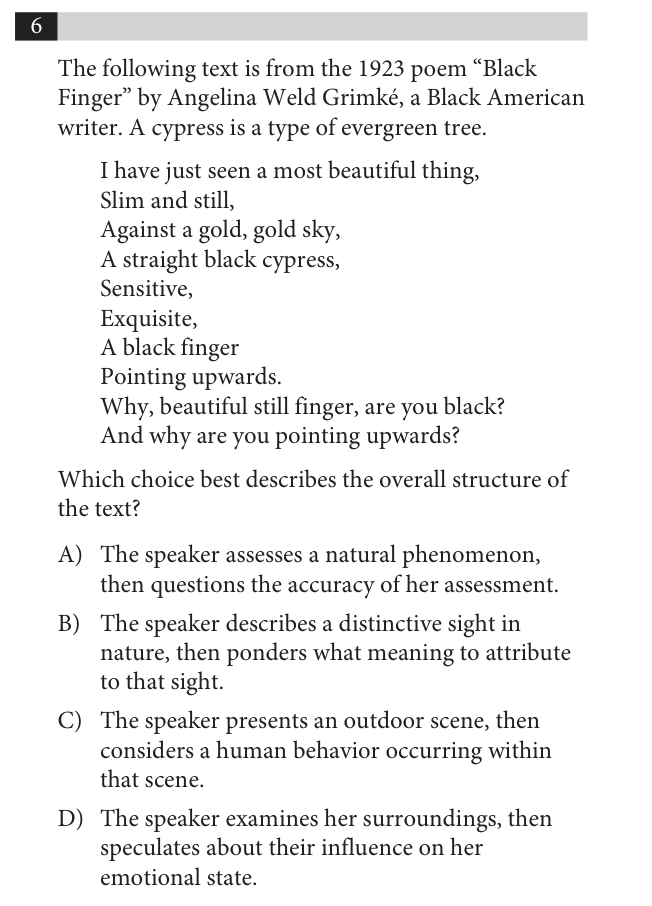 6
The following text is from the 1923 poem “Black
Finger” by Angelina Weld Grimké, a Black American
writer. A cypress is a type of evergreen tree.
I have just seen a most beautiful thing,
Slim and still,
Against a gold, gold sky,
A straight black cypress,
Sensitive,
Exquisite,
A black finger
Pointing upwards.
Why, beautiful still finger, are you black?
And why are you pointing upwards?
Which choice best describes the overall structure of
the text?
A) The speaker assesses a natural phenomenon,
then questions the accuracy of her assessment.
B) The speaker describes a distinctive sight in
nature, then ponders what meaning to attribute
to that sight.
C) The speaker presents an outdoor scene, then
considers a human behavior occurring within
that scene.
D) The speaker examines her surroundings, then
speculates about their influence on her
emotional state.